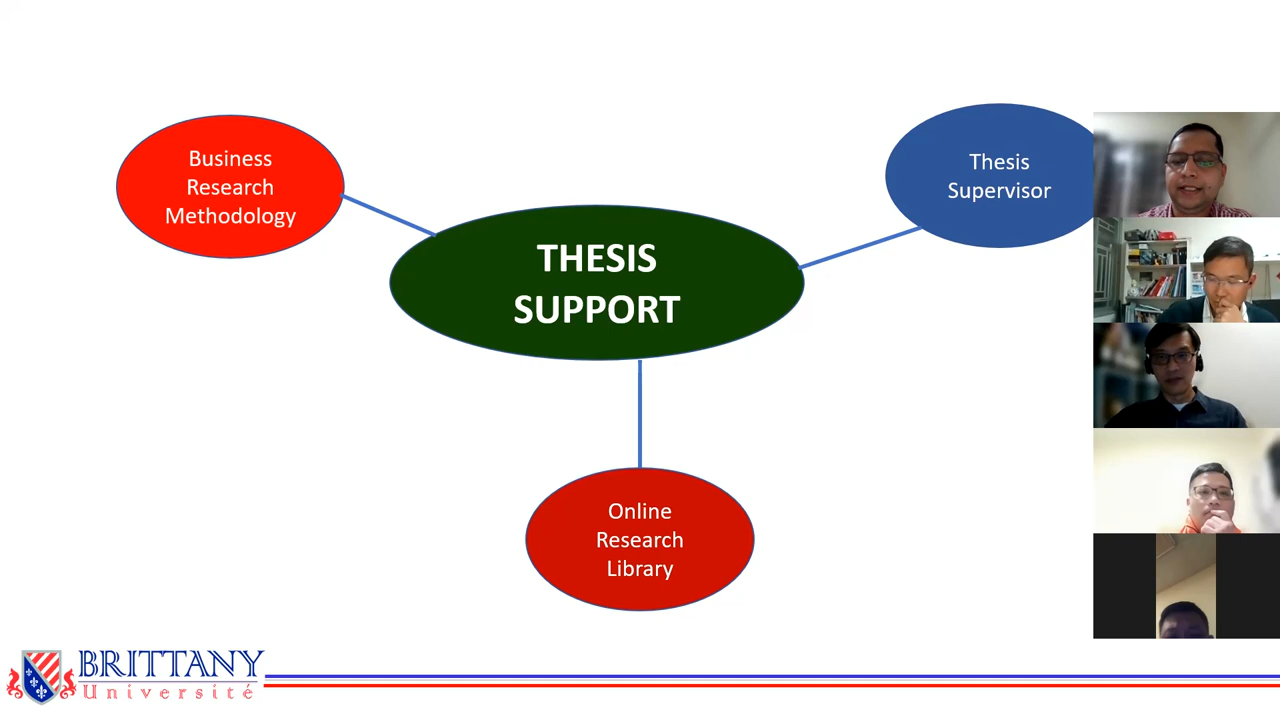 Business
Research
Methodology
Thesis
Supervisor
THESIS
SUPPORT
Online
Research
Library
BRITTANY
Université